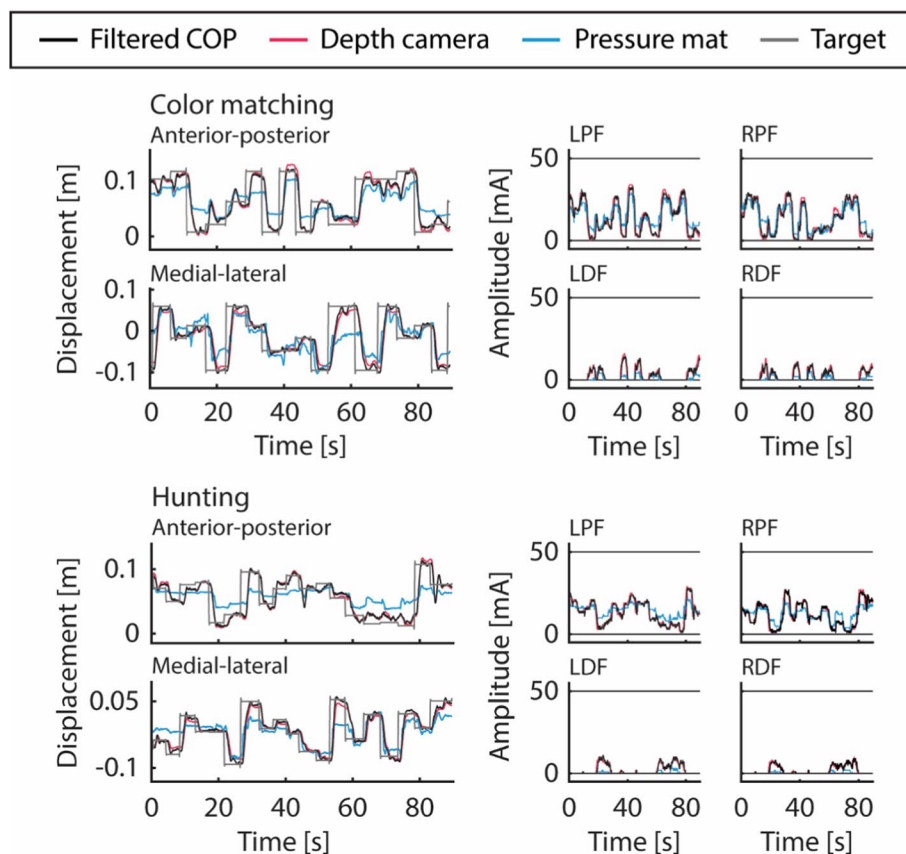 Filtered COP Depth camera Pressure mat Target
Color matching
Anterior-posterior
Displacement [m]
0.1
0
Medial-lateral
0.1
0
-0.1
0 20 40 60 80
Time [s]
LPF RPF
Amplitude [mA]
50
0
LDF RDF
50
0
0 40 80 0 40 80
Time [s] Time [s]
Hunting
Anterior-posterior
Displacement [m]
0.1
0
Medial-lateral
0.05
-0.1
0 20 40 60 80
Time [s]
LPF RPF
Amplitude [mA]
50
0
LDF RDF
50
0
0 40 80 0 40 80
Time [s] Time [s]